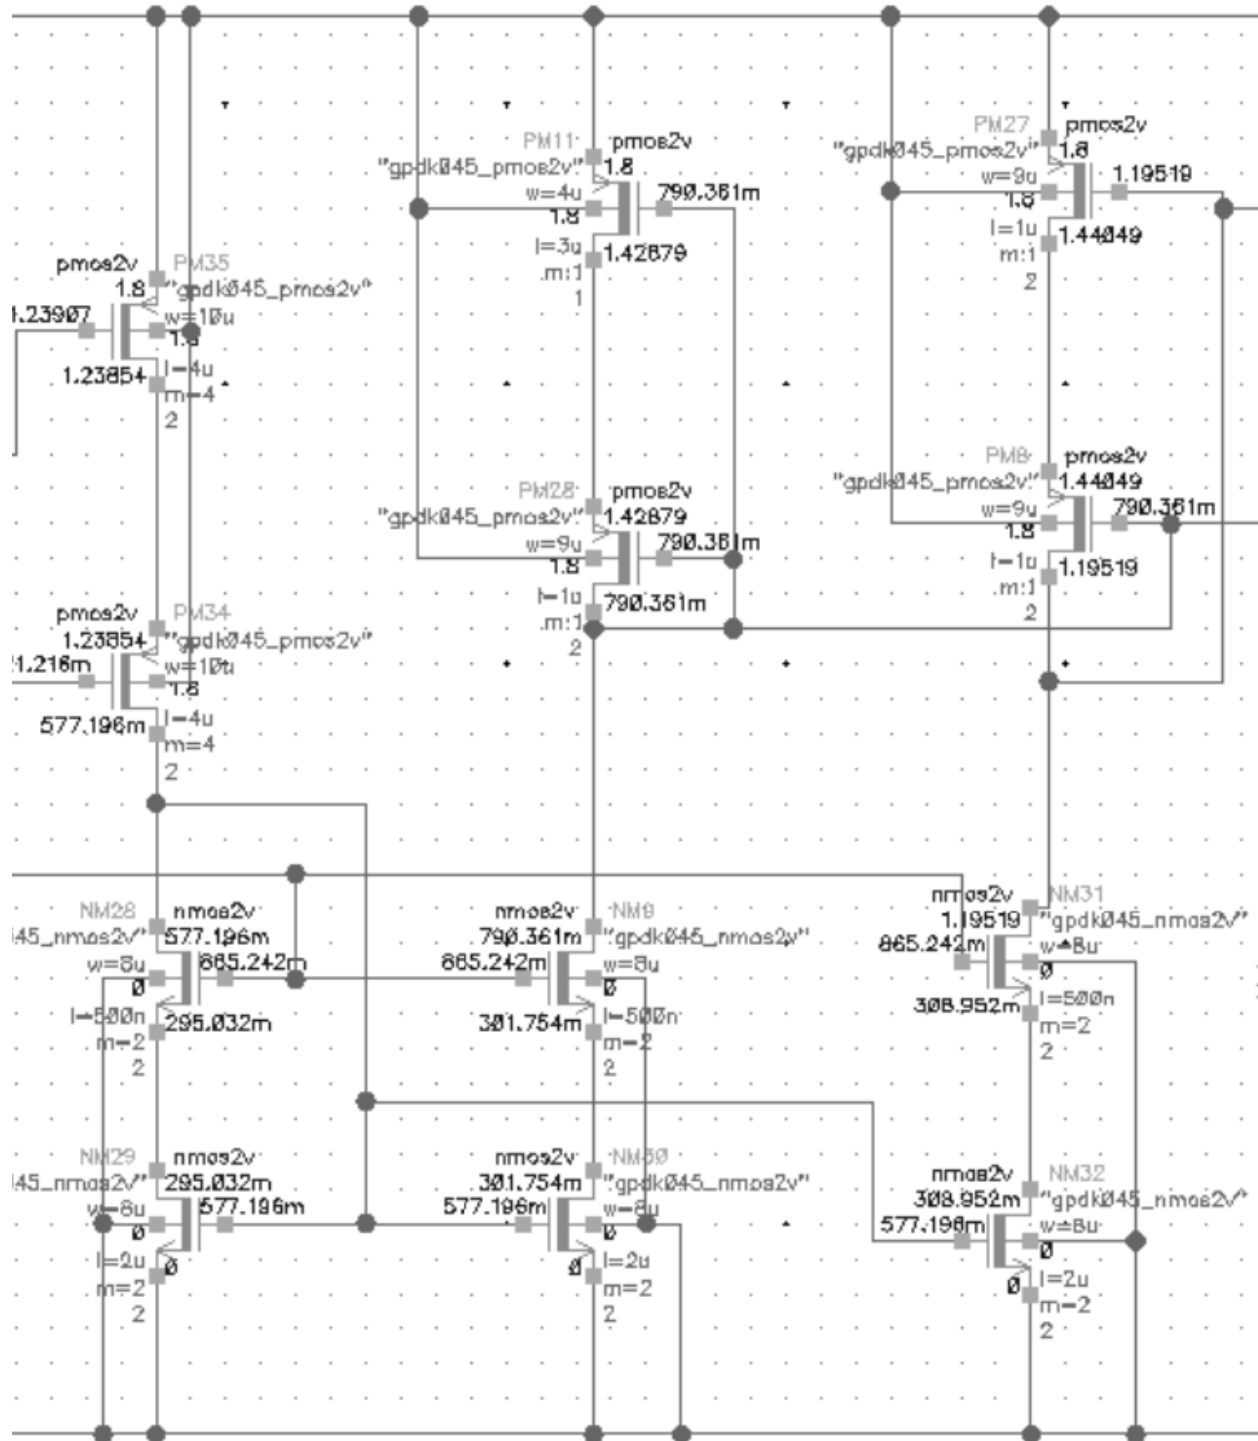 PM27
pmos2v
"gpdk045_pmos2v"
1.8
w=9u
1.19519
1.8
l=1u
1.44049
m:1
2
PM11
pmos2v
"gpdk045_pmos2v"
1.8
w=4u
790.361m
1.8
l=3u
1.42879
m:1
1
pmos2v
PM35
1.8
"gpdk045_pmos2v"
w=10u
1.23907
1.8
1.23854
l=4u
m=4
2
PM8
pmos2v
"gpdk045_pmos2v"
1.44049
w=9u
790.361m
1.8
l=1u
1.19519
m:1
2
PM28
pmos2v
"gpdk045_pmos2v"
1.42879
w=9u
790.361m
1.8
l=1u
790.361m
m:1
2
pmos2v
PM34
1.23854
"gpdk045_pmos2v"
w=10u
1.216m
1.8
577.196m
l=4u
m=4
2
NM28
nmos2v
45_nmos2v"
577.196m
w=8u
865.242m
0
l=500n
295.032m
m=2
2
nmos2v
NM9
790.361m
"gpdk045_nmos2v"
865.242m
w=8u
0
301.754m
l=500n
m=2
2
nmos2v
NM31
1.19519
"gpdk045_nmos2v"
865.242m
w=8u
0
308.952m
l=500n
m=2
2
NM29
nmos2v
45_nmos2v"
295.032m
w=8u
577.196m
0
0
l=2u
m=2
2
nmos2v
NM30
301.754m
"gpdk045_nmos2v"
577.196m
w=8u
0
0
l=2u
m=2
2
nmos2v
NM32
308.952m
"gpdk045_nmos2v"
577.196m
w=8u
0
0
l=2u
m=2
2